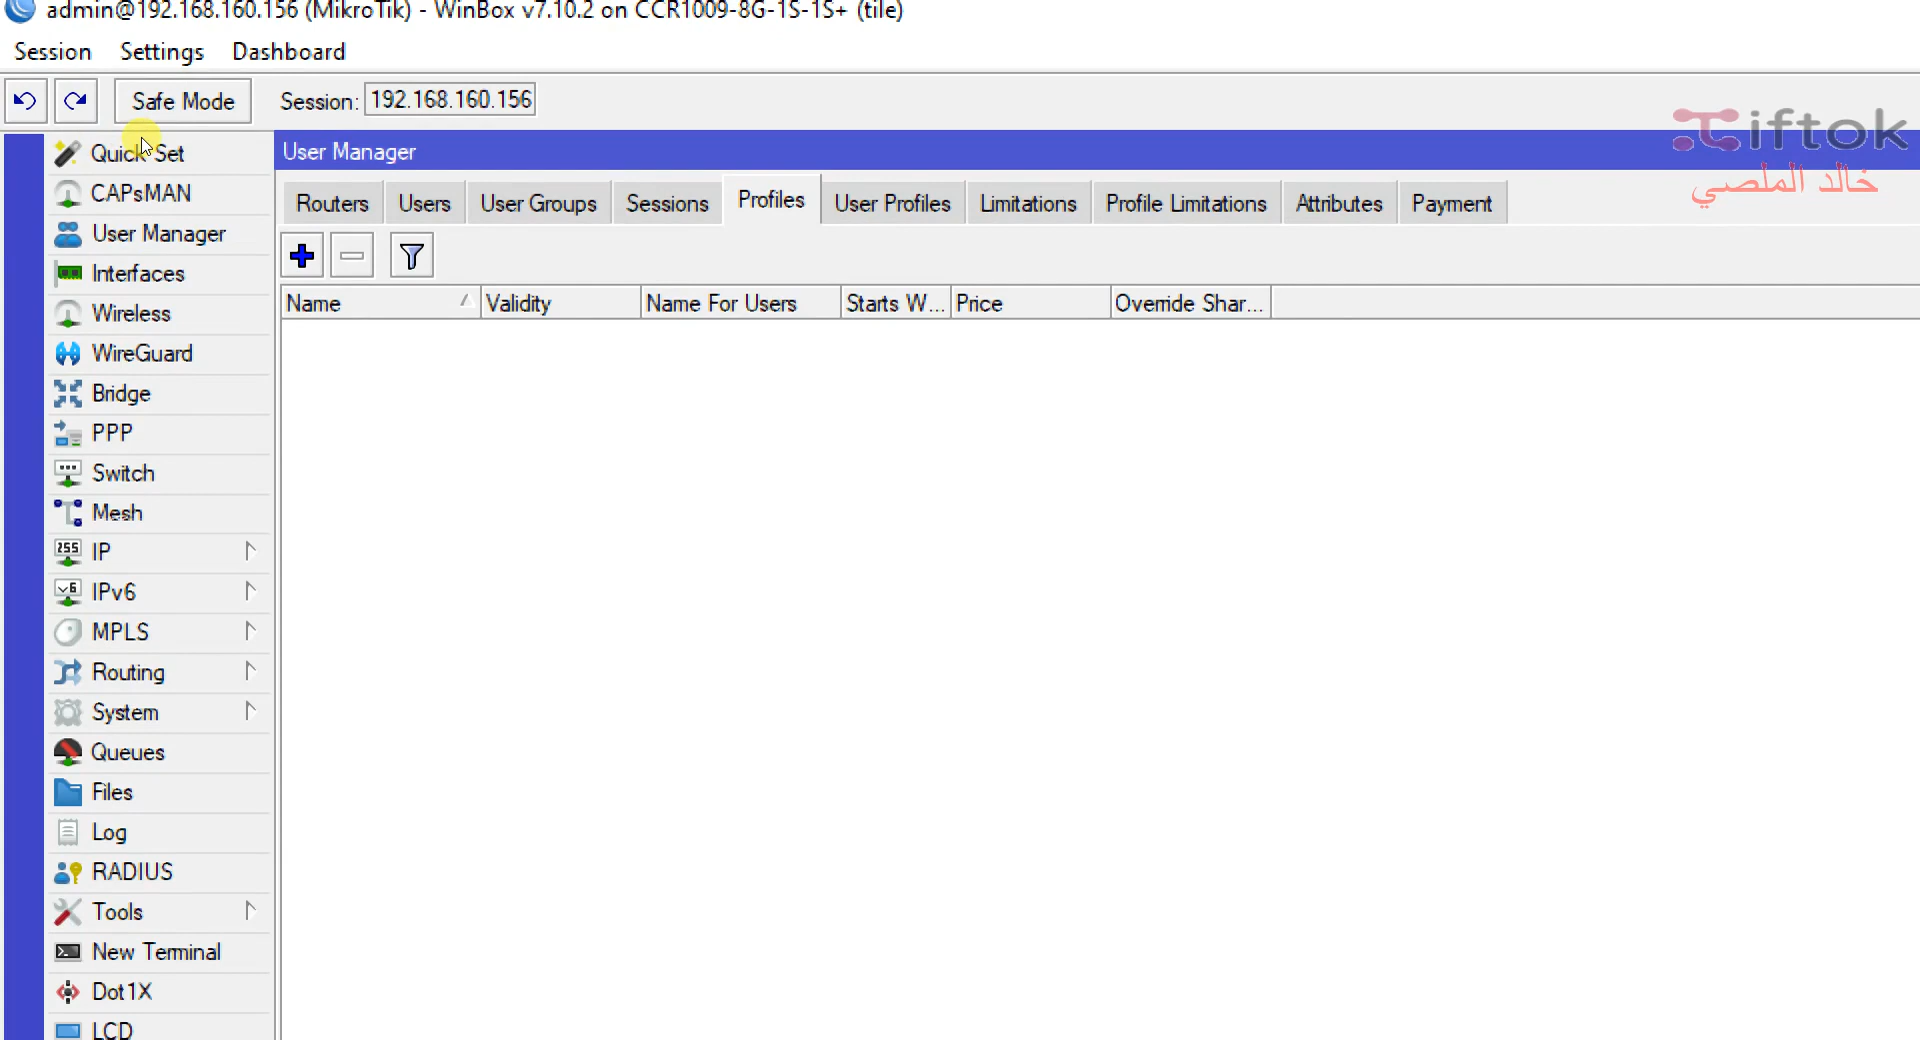 admin@192.168.160.156 (MikroTik) - WinBox v7.10.2 on CCR1009-8G-1S-1S+ (tile)
Session Settings Dashboard
Safe Mode Session: 192.168.160.156
iftok
خالد الملصي
Quick Set
CAPsMAN
User Manager
Interfaces
Wireless
WireGuard
Bridge
PPP
Switch
Mesh
255 IP
v6 IPv6
MPLS
Routing
System
Queues
Files
Log
RADIUS
Tools
New Terminal
Dot1X
LCD
User Manager
Routers Users User Groups Sessions Profiles User Profiles Limitations Profile Limitations Attributes Payment
Name Validity Name For Users Starts W... Price Override Shar...